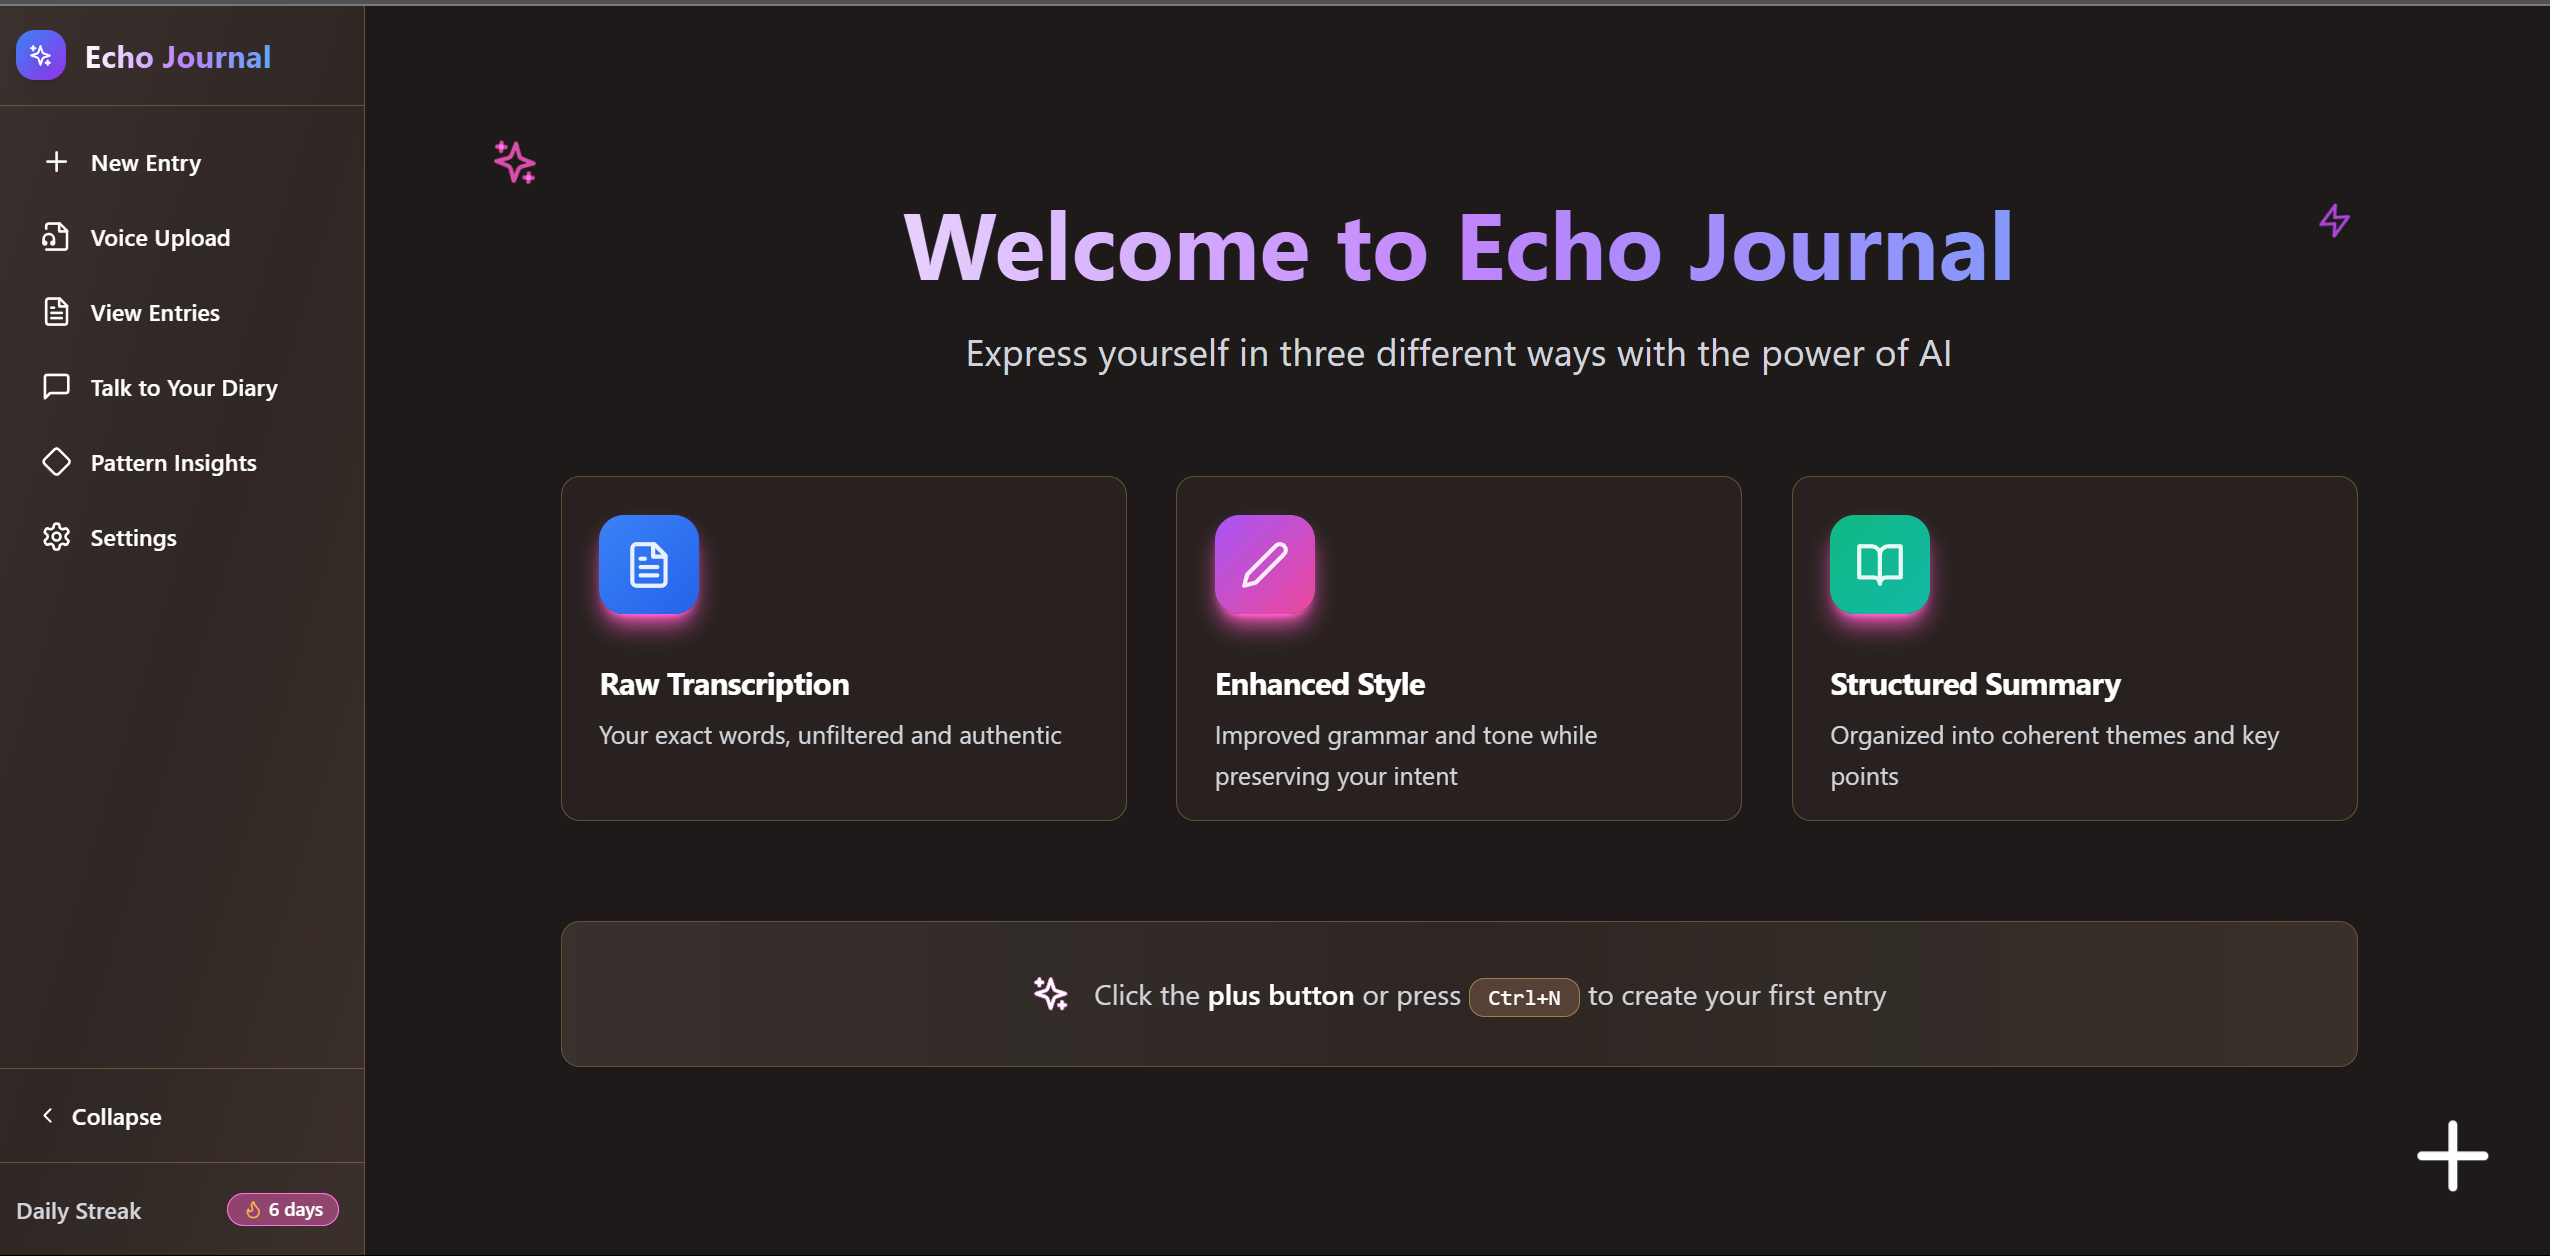 Echo Journal
New Entry
Voice Upload
View Entries
Talk to Your Diary
Pattern Insights
Settings
Collapse
Daily Streak
6 days
Welcome to Echo Journal
Express yourself in three different ways with the power of AI
Raw Transcription
Your exact words, unfiltered and authentic
Enhanced Style
Improved grammar and tone while
preserving your intent
Structured Summary
Organized into coherent themes and key
points
Click the plus button or press Ctrl+N to create your first entry